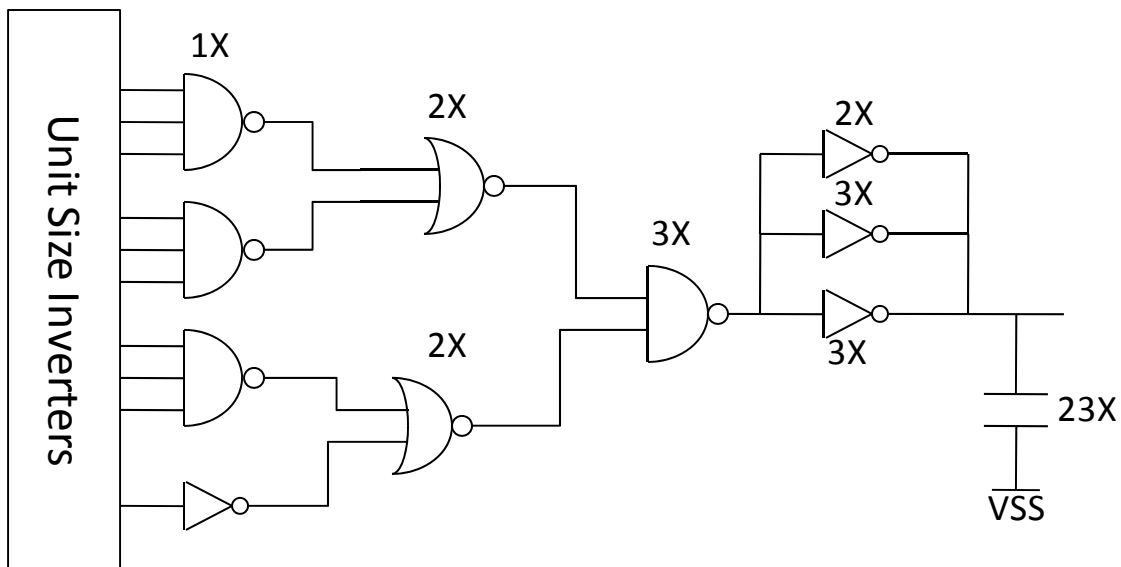 Unit Size Inverters
1X
2X
2X
3X
2X
3X
3X
23X
VSS